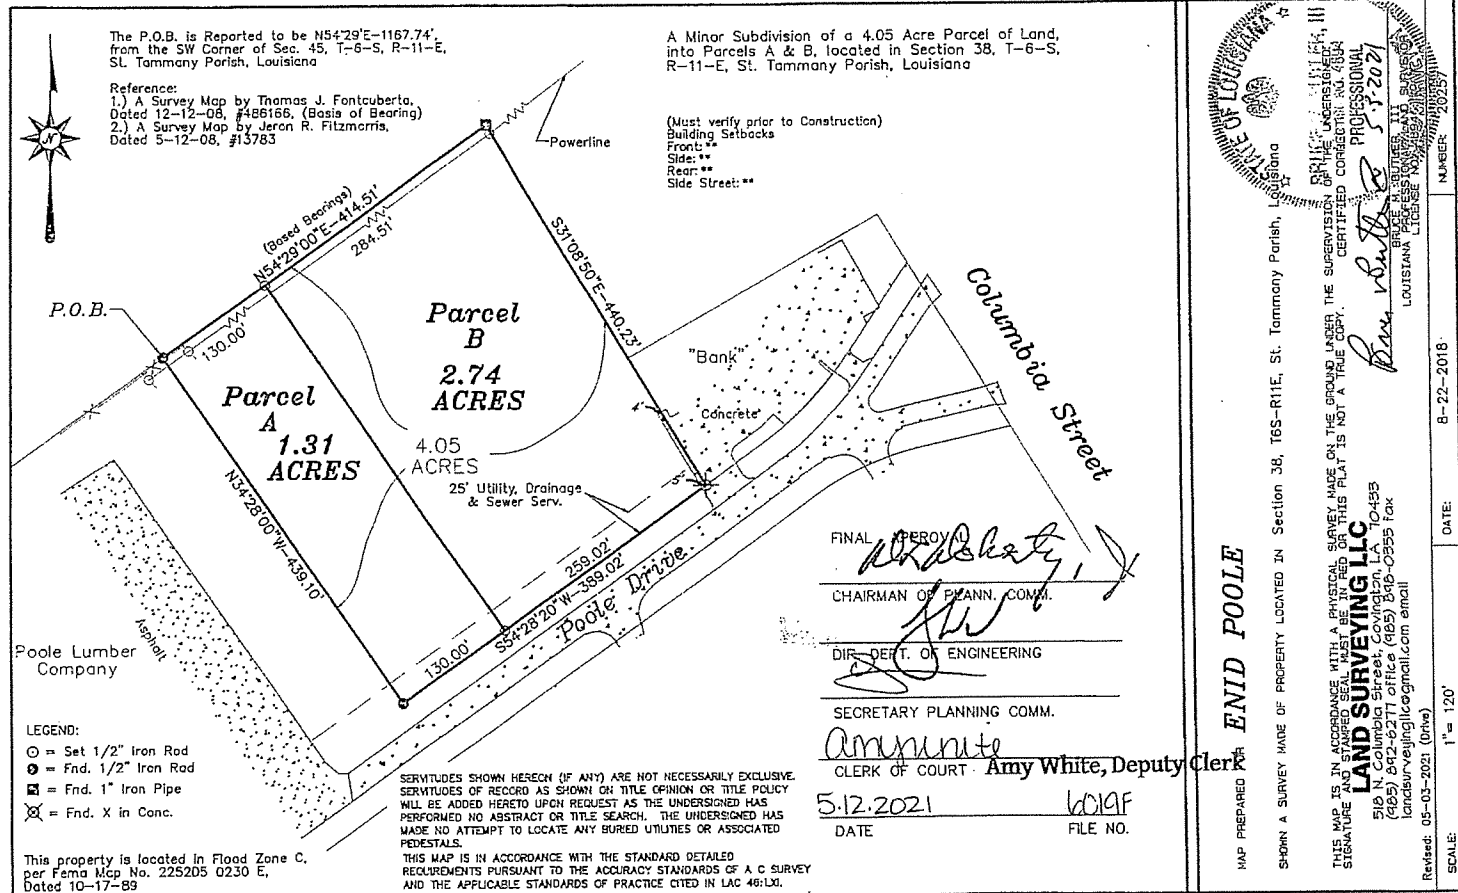 The P.O.B. is Reported to be N54°29'E-1167.74',
from the SW Corner of Sec. 45, T-6-S, R-11-E,
St. Tammany Parish, Louisiana
Reference:
1.) A Survey Map by Thomas J. Fontcuberta,
Dated 12-12-08, #486166, (Basis of Bearing)
2.) A Survey Map by Jeron R. Fitzmorris,
Dated 5-12-08, #13783
A Minor Subdivision of a 4.05 Acre Parcel of Land,
into Parcels A & B, located in Section 38, T-6-S,
R-11-E, St. Tammany Parish, Louisiana
(Must verify prior to Construction)
Building Setbacks
Front: **
Side: **
Rear: **
Side Street: **
N
Powerline
(Based Bearings)
N54°29'00"E-414.51'
284.51'
130.00'
P.O.B.
S31°08'50"E-440.23'
Parcel
B
2.74
ACRES
Parcel
A
1.31
ACRES
4.05
ACRES
"Bank"
Concrete
4'
5'
Columbia Street
25' Utility, Drainage
& Sewer Serv.
N34°28'00"W-439.10'
259.02'
S54°28'20"W-389.02'
130.00'
Poole Drive
Asphalt
Poole Lumber
Company
LEGEND:
= Set 1/2" Iron Rod
= Fnd. 1/2" Iron Rod
= Fnd. 1" Iron Pipe
= Fnd. X in Conc.
This property is located in Flood Zone C,
per Fema Map No. 225205 0230 E,
Dated 10-17-89
SERVITUDES SHOWN HEREON (IF ANY) ARE NOT NECESSARILY EXCLUSIVE.
SERVITUDES OF RECORD AS SHOWN ON TITLE OPINION OR TITLE POLICY
WILL BE ADDED HERETO UPON REQUEST AS THE UNDERSIGNED HAS
PERFORMED NO ABSTRACT OR TITLE SEARCH. THE UNDERSIGNED HAS
MADE NO ATTEMPT TO LOCATE ANY BURIED UTILITIES OR ASSOCIATED
PEDESTALS.
THIS MAP IS IN ACCORDANCE WITH THE STANDARD DETAILED
REQUIREMENTS PURSUANT TO THE ACCURACY STANDARDS OF A C SURVEY
AND THE APPLICABLE STANDARDS OF PRACTICE CITED IN LAC 46:LXI.
FINAL APPROVAL
CHAIRMAN OF PLANN. COMM.
DIR. DEPT. OF ENGINEERING
SECRETARY PLANNING COMM.
Amy White
CLERK OF COURT Amy White, Deputy Clerk
5.12.2021 6019F
DATE FILE NO.
MAP PREPARED FOR ENID POOLE
SHOWN A SURVEY MADE OF PROPERTY LOCATED IN Section 38, T6S-R11E, St. Tammany Parish, Louisiana
THIS MAP IS IN ACCORDANCE WITH A PHYSICAL SURVEY MADE ON THE GROUND UNDER THE SUPERVISION OF THE UNDERSIGNED.
SIGNATURE AND STAMPED SEAL MUST BE IN RED OR THIS PLAT IS NOT A TRUE COPY. CERTIFIED CORRECT
LAND SURVEYING LLC
518 N. Columbia Street, Covington, LA 70433
(985) 892-6277 office (985) 898-0355 fax
landsurveyingllc@gmail.com email
STATE OF LOUISIANA
BRUCE M. BUTLER, III
REG. NO. 4894
PROFESSIONAL
5-5-2021
BRUCE M. BUTLER, III
LOUISIANA PROFESSIONAL LAND SURVEYOR
LICENSE NO. 4894
Revised: 05-03-2021 (Drive)
SCALE: 1" = 120'
DATE: 8-22-2018
NUMBER: 20257